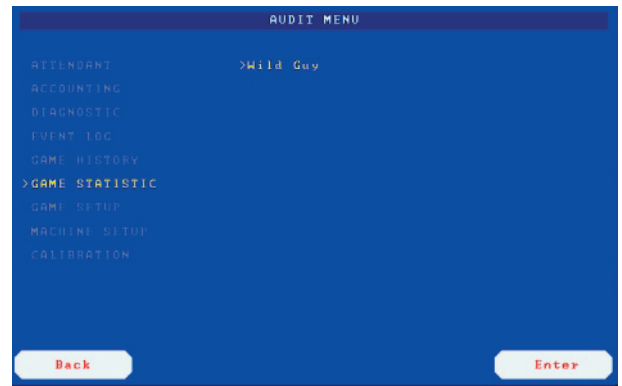 AUDIT MENU
ATTENDANT
>Wild Guy
ACCOUNTING
DIAGNOSTIC
EVENT LOG
GAME HISTORY
>GAME STATISTIC
GAME SETUP
MACHINE SETUP
CALIBRATION
Back
Enter